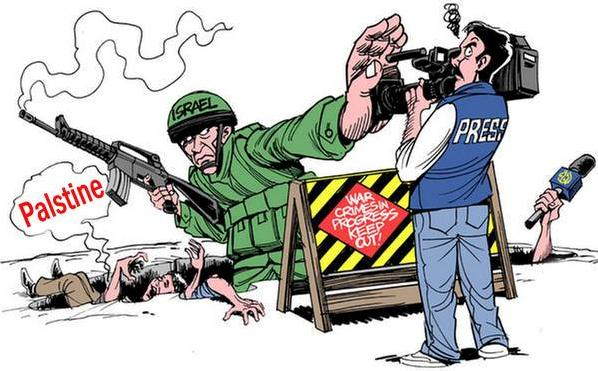 ISRAEL
PRESS
Palstine
WAR
CRIMES IN
PROGRESS
KEEP
OUT!